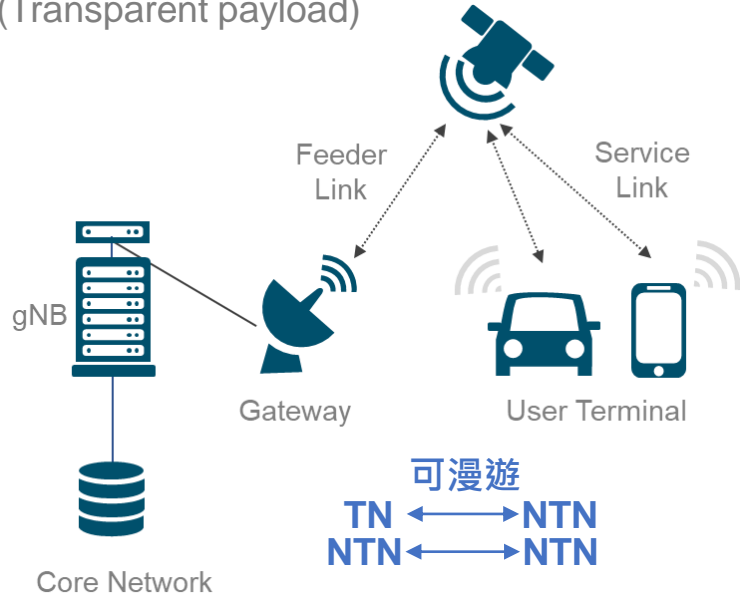 (Transparent payload)
Feeder
Link
Service
Link
gNB
Gateway
User Terminal
可漫遊
TN NTN
NTN NTN
Core Network